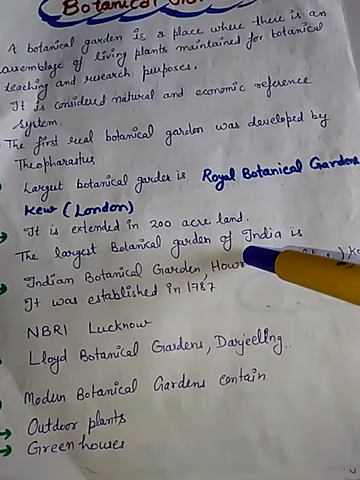 Botanical
A botanical garden is a place where there is an
assemblage of living plants maintained for botanical
teaching and research purposes.
It is considered natural and economic reference
system.
The first real botanical garden was developed by
Theopharastus
Largest botanical garden is Royal Botanical Gardens
Kew (London)
It is extended in 200 acre land.
The largest Botanical garden of India is
Indian Botanical Garden, Howr
It was established in 1787
NBRI Lucknow
Lloyd Botanical Gardens, Darjeeling..
Modern Botanical Gardens contain
Outdoor plants
Green houses